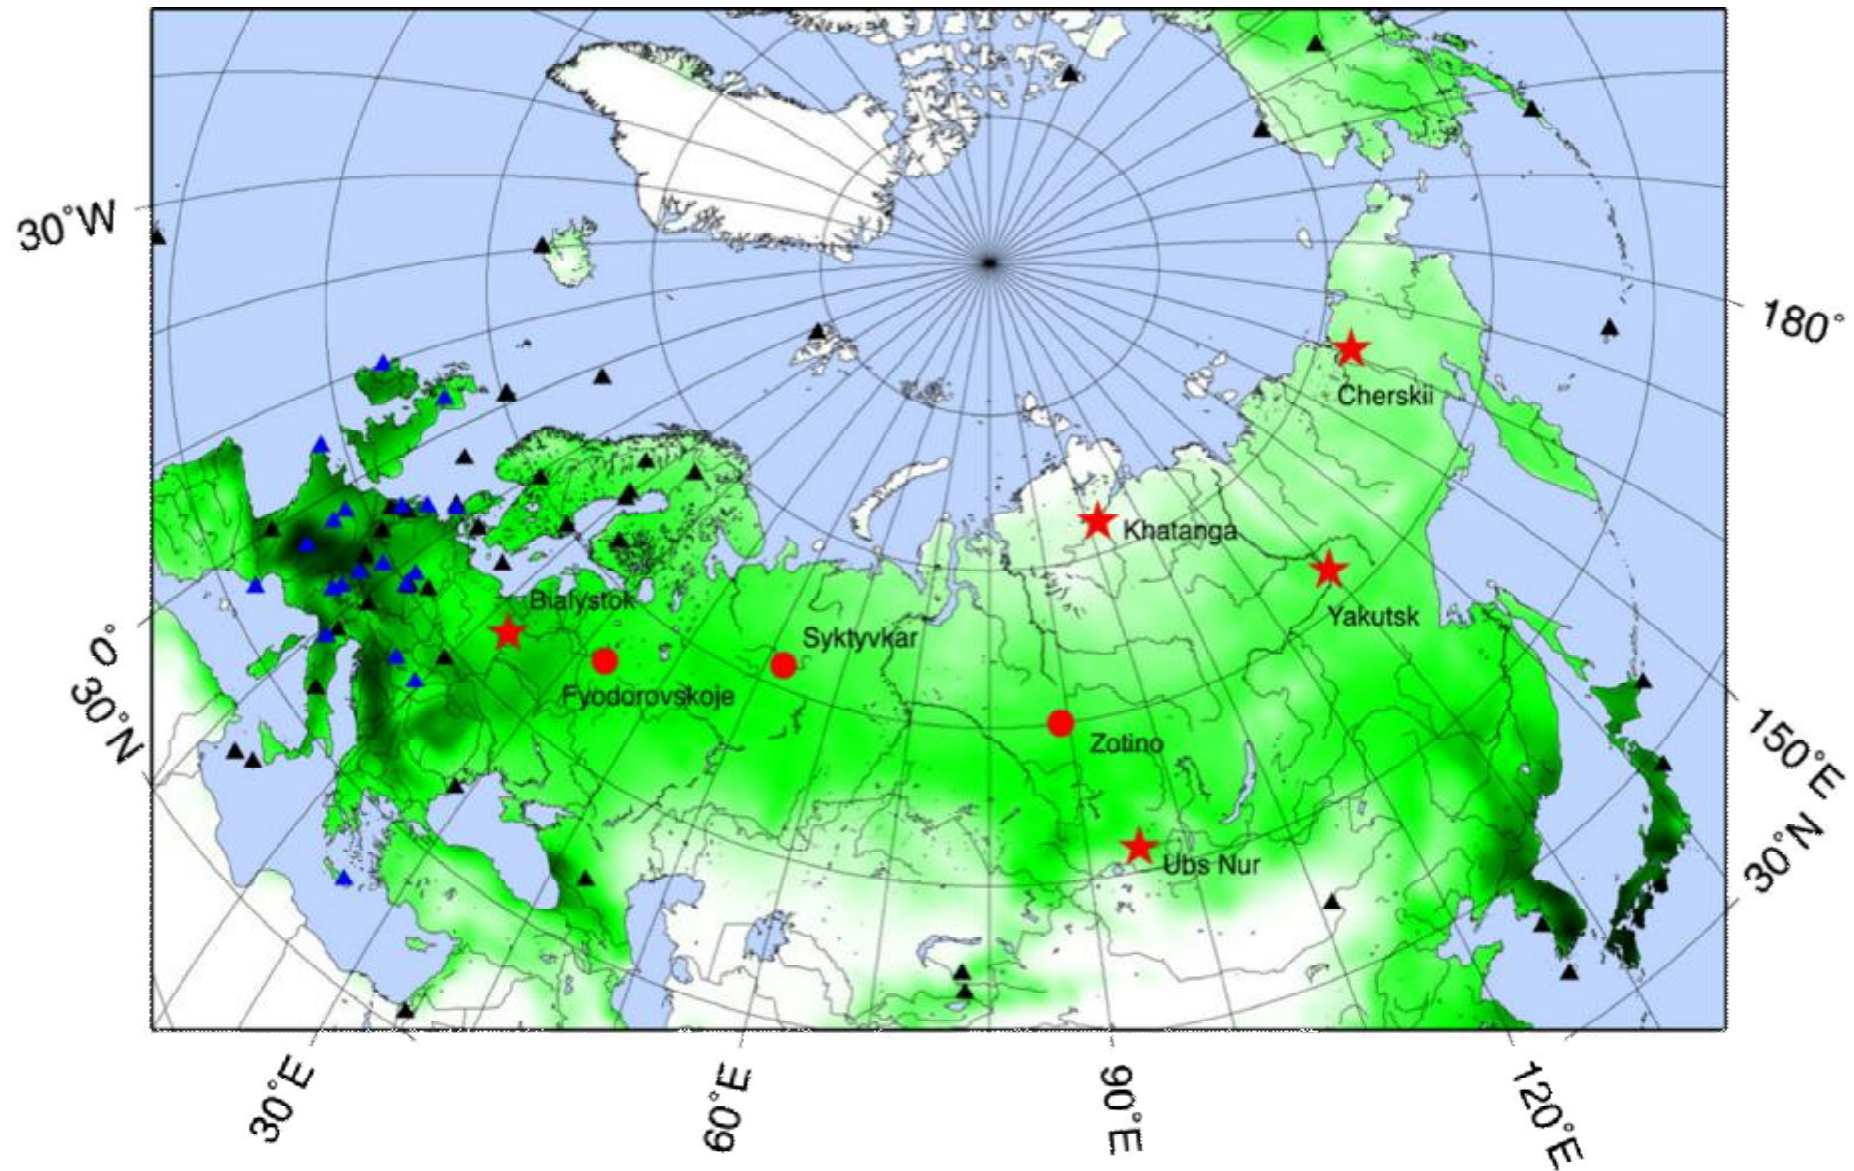 30°W
180°
Cherskii
Khatanga
Yakutsk
Bialystok
Syktyvkar
Fyodorovskoje
Zotino
Ubs Nur
0°
30°N
150°E
30°N
30°E
60°E
90°E
120°E